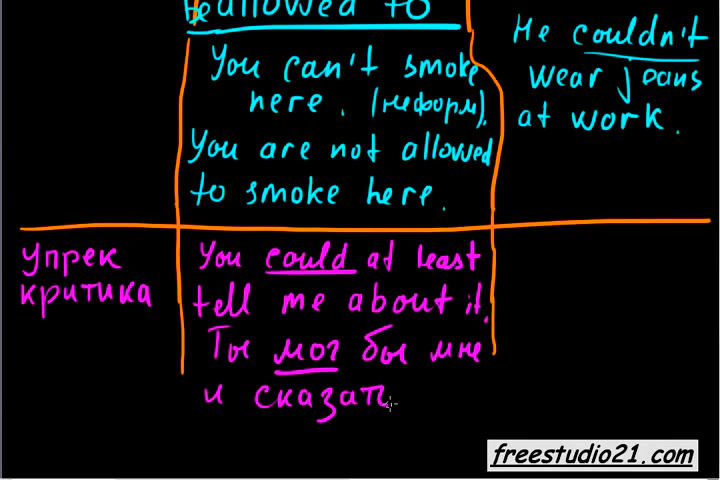 be allowed to
You can't smoke
here. (неформ).
You are not allowed
to smoke here.
He couldn't
wear jeans
at work.
Упрек
критика
You could at least
tell me about it.
Ты мог бы мне
и сказать
freestudio21.com